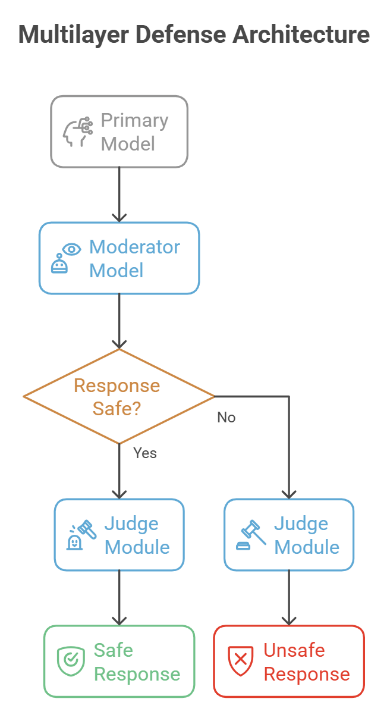 Multilayer Defense Architecture
Primary
Model
Moderator
Model
Response
Safe?
No
Yes
Judge
Module
Judge
Module
Safe
Response
Unsafe
Response